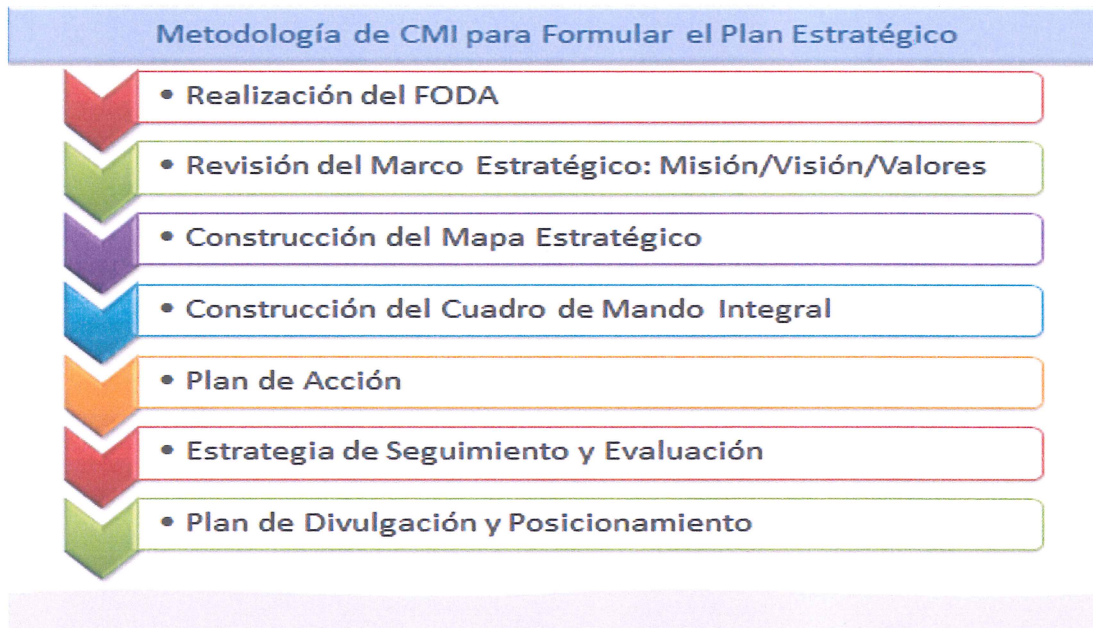 Metodología de CMI para Formular el Plan Estratégico
• Realización del FODA
• Revisión del Marco Estratégico: Misión/Visión/Valores
• Construcción del Mapa Estratégico
• Construcción del Cuadro de Mando Integral
• Plan de Acción
• Estrategia de Seguimiento y Evaluación
• Plan de Divulgación y Posicionamiento